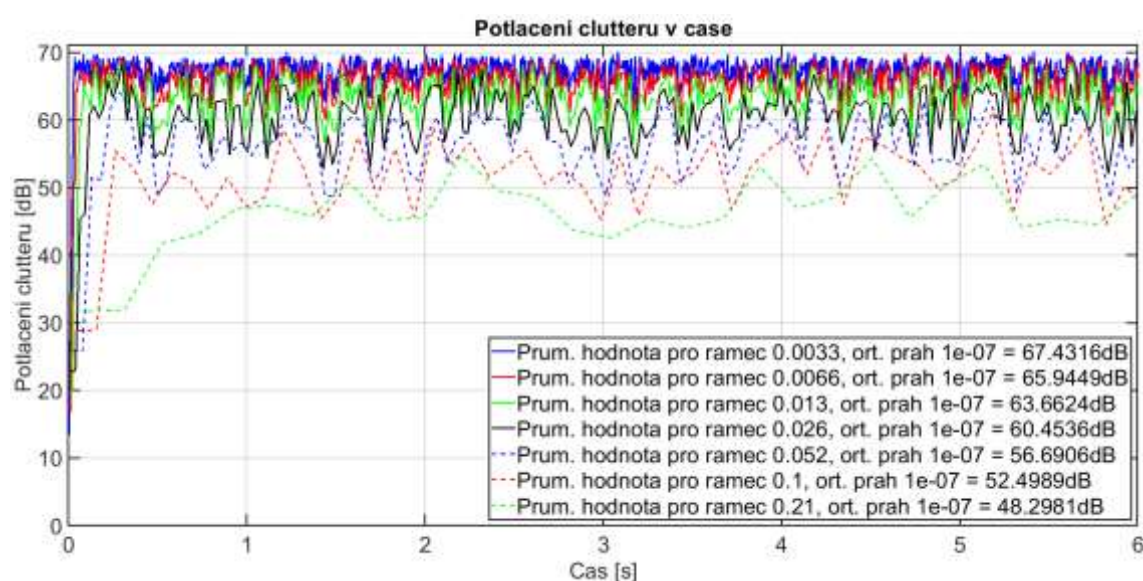 Potlaceni clutteru v case
70
60
50
40
30
20
10
0
Potlaceni clutteru [dB]
Prum. hodnota pro ramec 0.0033, ort. prah 1e-07 = 67.4316dB
Prum. hodnota pro ramec 0.0066, ort. prah 1e-07 = 65.9449dB
Prum. hodnota pro ramec 0.013, ort. prah 1e-07 = 63.6624dB
Prum. hodnota pro ramec 0.026, ort. prah 1e-07 = 60.4536dB
Prum. hodnota pro ramec 0.052, ort. prah 1e-07 = 56.6906dB
Prum. hodnota pro ramec 0.1, ort. prah 1e-07 = 52.4989dB
Prum. hodnota pro ramec 0.21, ort. prah 1e-07 = 48.2981dB
0 1 2 3 4 5 6
Cas [s]